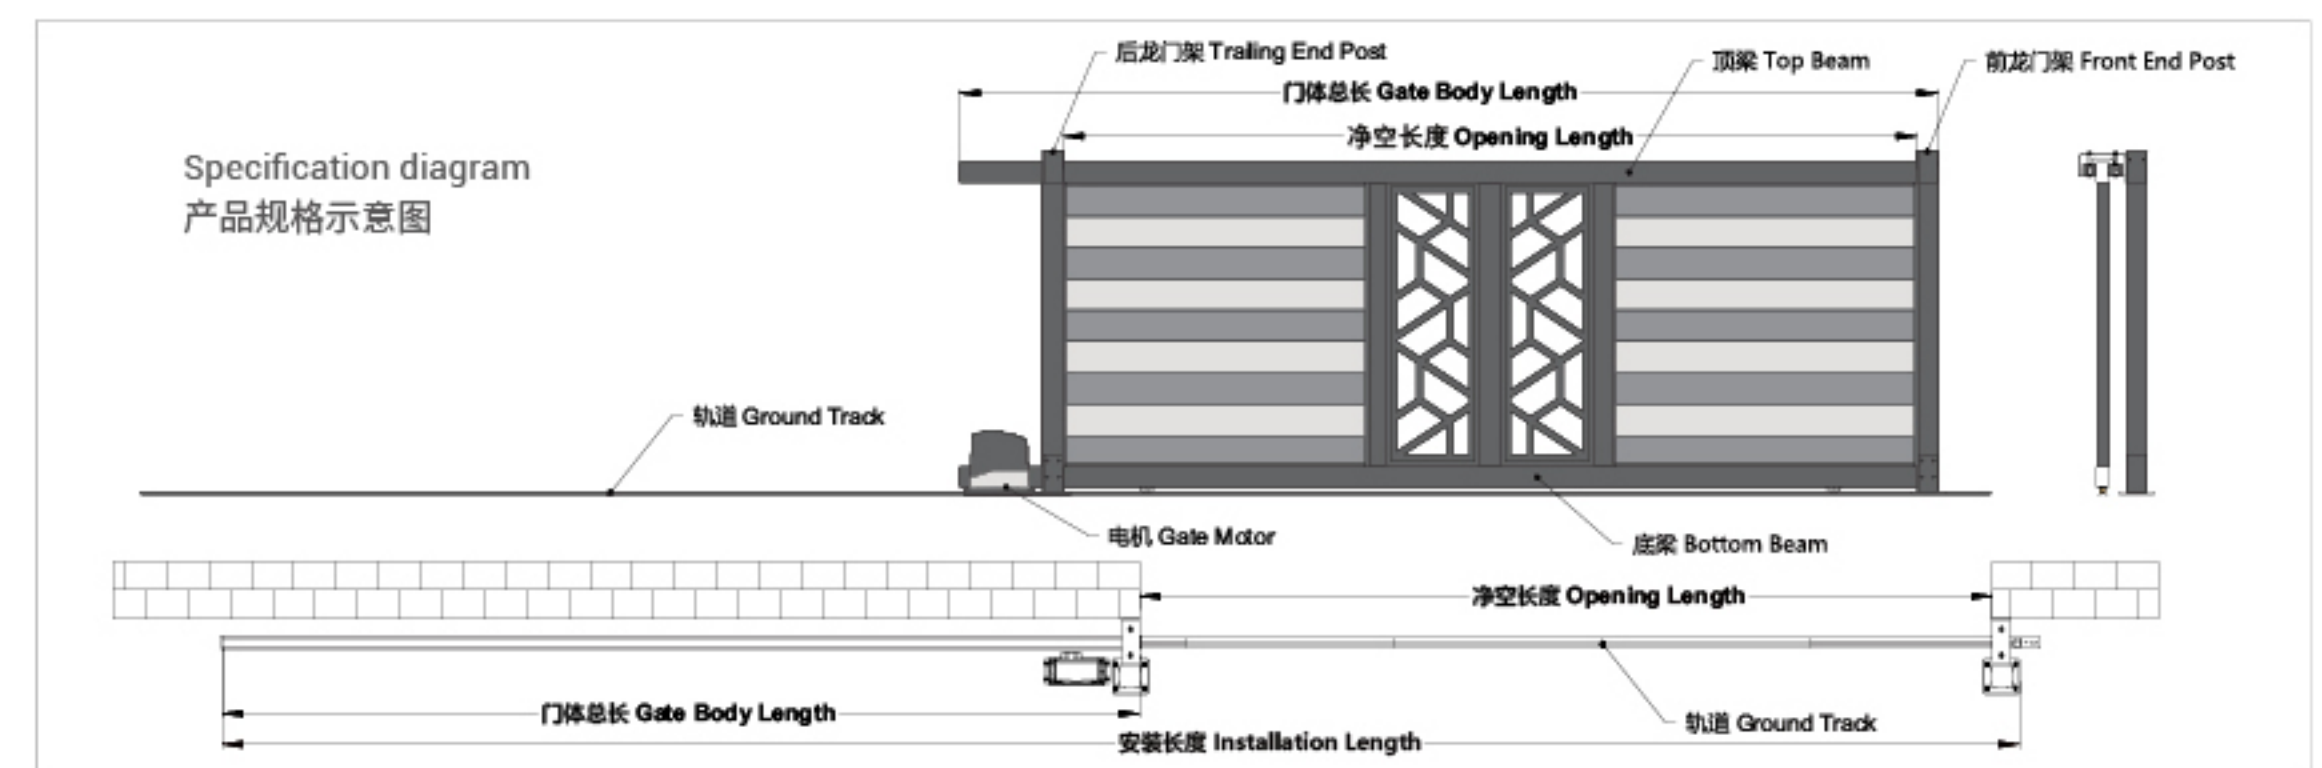 后龙门架 Trailing End Post
顶梁 Top Beam
前龙门架 Front End Post
门体总长 Gate Body Length
净空长度 Opening Length
Specification diagram
产品规格示意图
轨道 Ground Track
电机 Gate Motor
底梁 Bottom Beam
净空长度 Opening Length
门体总长 Gate Body Length
轨道 Ground Track
安装长度 Installation Length